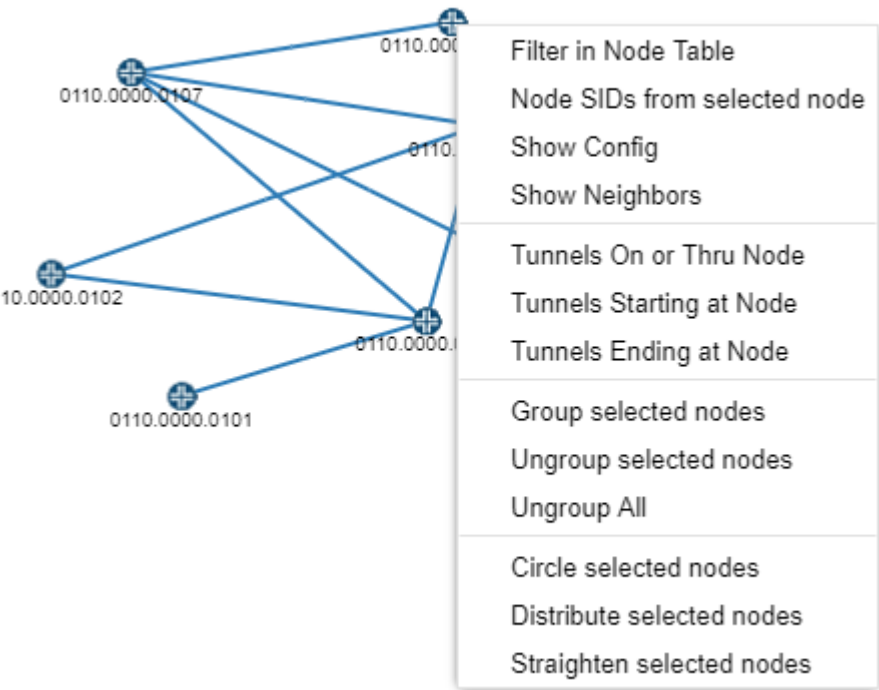 0110.000
0110.0000.0107
0110.
10.0000.0102
0110.0000.
0110.0000.0101
Filter in Node Table
Node SIDs from selected node
Show Config
Show Neighbors
Tunnels On or Thru Node
Tunnels Starting at Node
Tunnels Ending at Node
Group selected nodes
Ungroup selected nodes
Ungroup All
Circle selected nodes
Distribute selected nodes
Straighten selected nodes